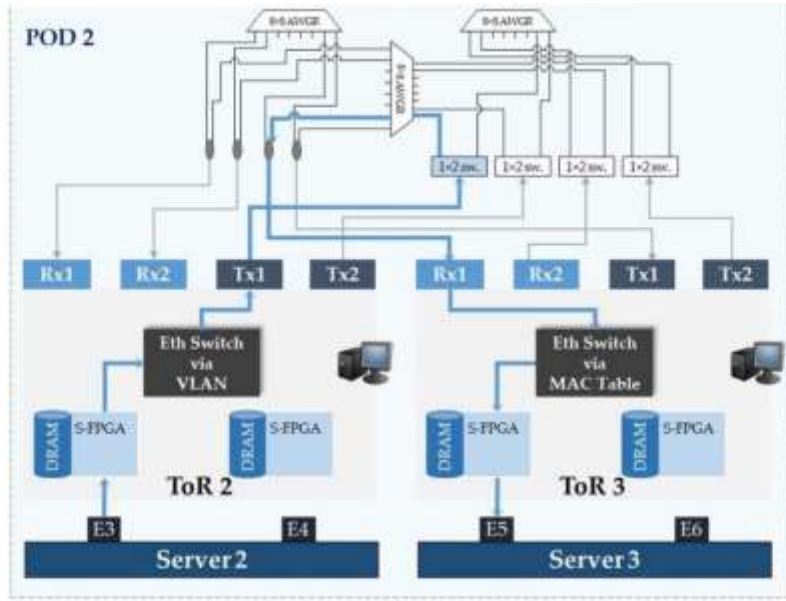 8×8 AWGR
8×8 AWGR
POD 2
8×8 AWGR
1×2 sw.
1×2 sw.
1×2 sw.
1×2 sw.
Rx1
Rx2
Tx1
Tx2
Rx1
Rx2
Tx1
Tx2
Eth Switch
via
VLAN
Eth Switch
via
MAC Table
DRAM
S-FPGA
DRAM
S-FPGA
DRAM
S-FPGA
DRAM
S-FPGA
ToR 2
ToR 3
E3
E4
E5
E6
Server 2
Server 3